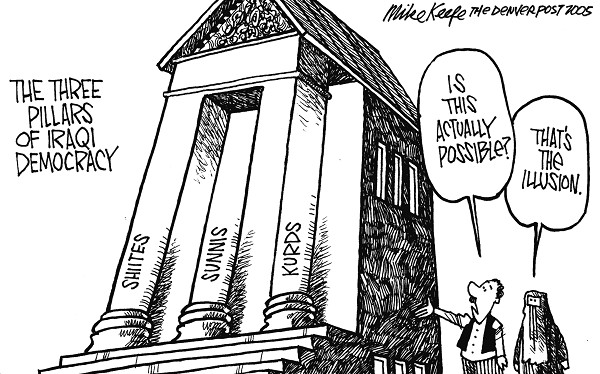 Mike Keefe THE DENVER POST 2005
THE THREE
PILLARS
OF IRAQI
DEMOCRACY
IS
THIS
ACTUALLY
POSSIBLE?
THAT'S
THE
ILLUSION.
SHIITES
SUNNIS
KURDS